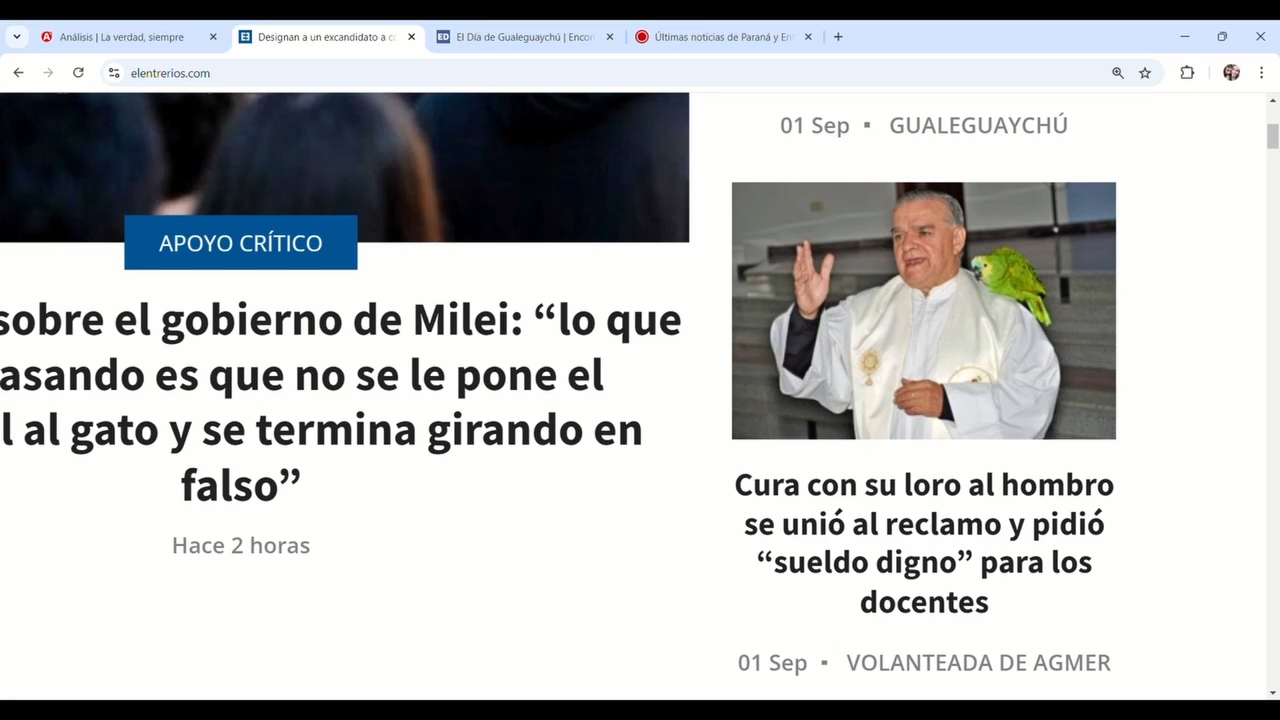 Análisis | La verdad, siempre
Designan a un excandidato a co
El Día de Gualeguaychú | Encon
Últimas noticias de Paraná y En
elentrerios.com
01 Sep ▪ GUALEGUAYCHÚ
APOYO CRÍTICO
sobre el gobierno de Milei: “lo que
asando es que no se le pone el
l al gato y se termina girando en
falso”
Hace 2 horas
Cura con su loro al hombro
se unió al reclamo y pidió
“sueldo digno” para los
docentes
01 Sep ▪ VOLANTEADA DE AGMER